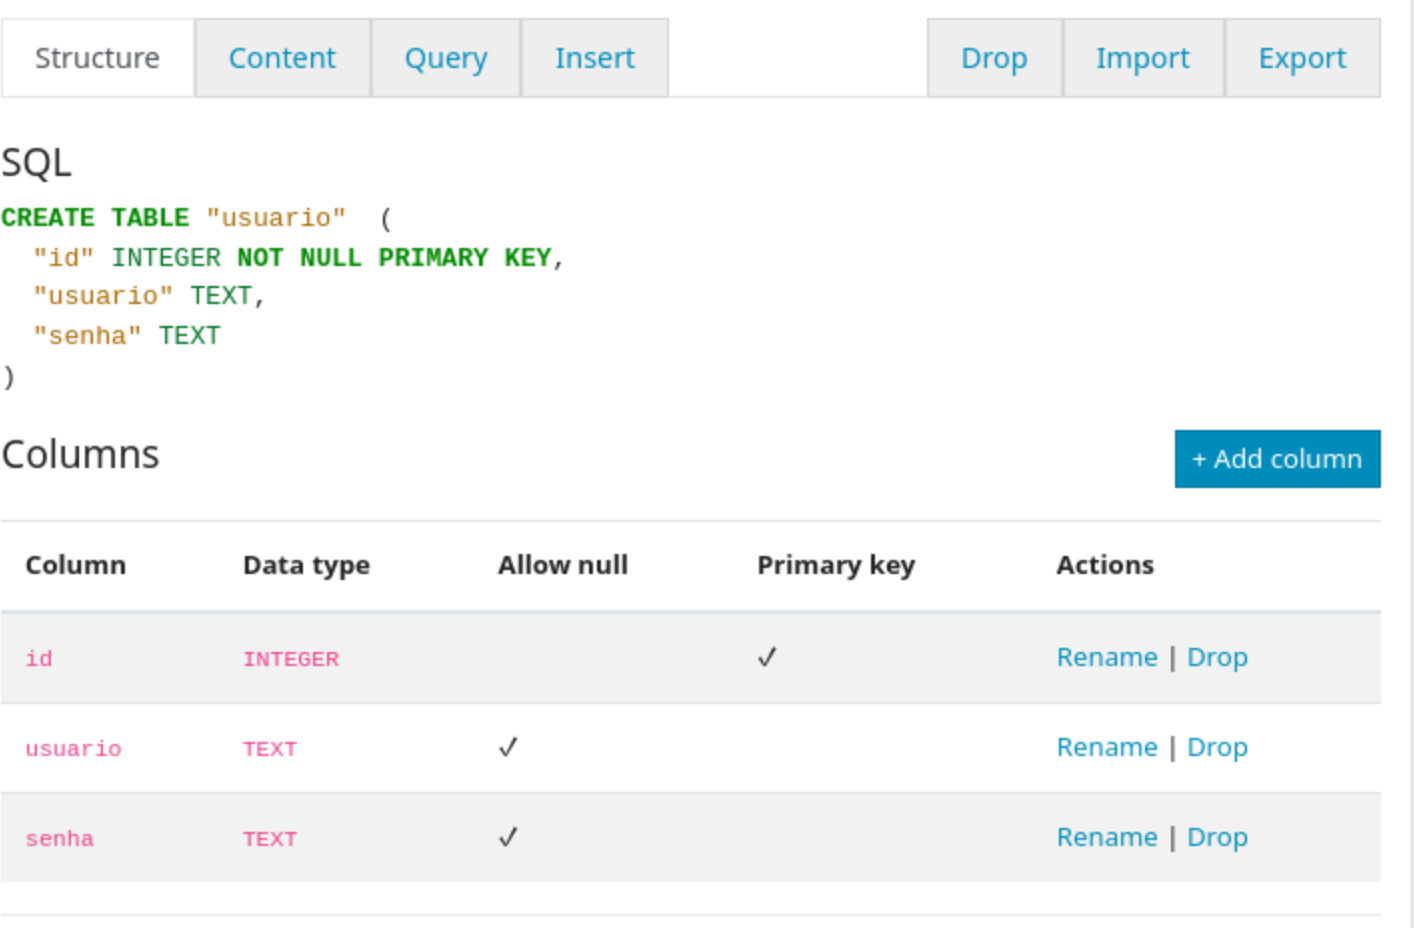 Structure Content Query Insert Drop Import Export
SQL
CREATE TABLE "usuario" (
"id" INTEGER NOT NULL PRIMARY KEY,
"usuario" TEXT,
"senha" TEXT
)
Columns + Add column
Column Data type Allow null Primary key Actions
id INTEGER ✓ Rename | Drop
usuario TEXT ✓ Rename | Drop
senha TEXT ✓ Rename | Drop